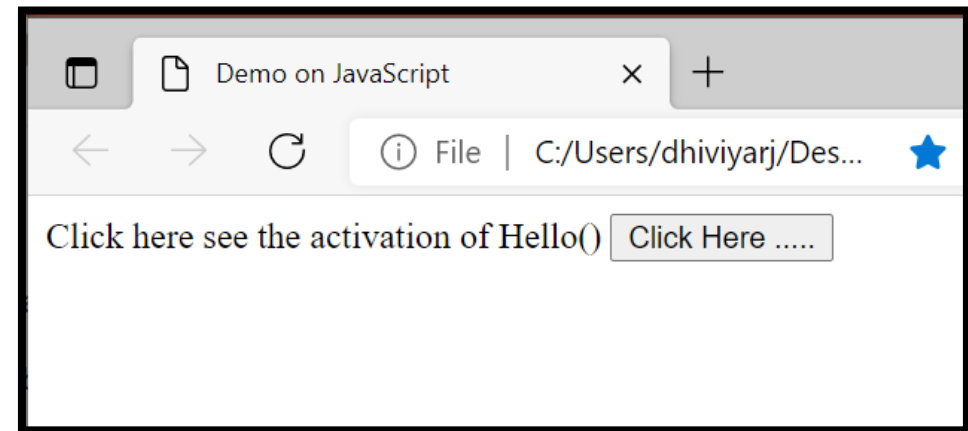 Demo on JavaScript
File | C:/Users/dhiviyarj/Des...
Click here see the activation of Hello() Click Here .....